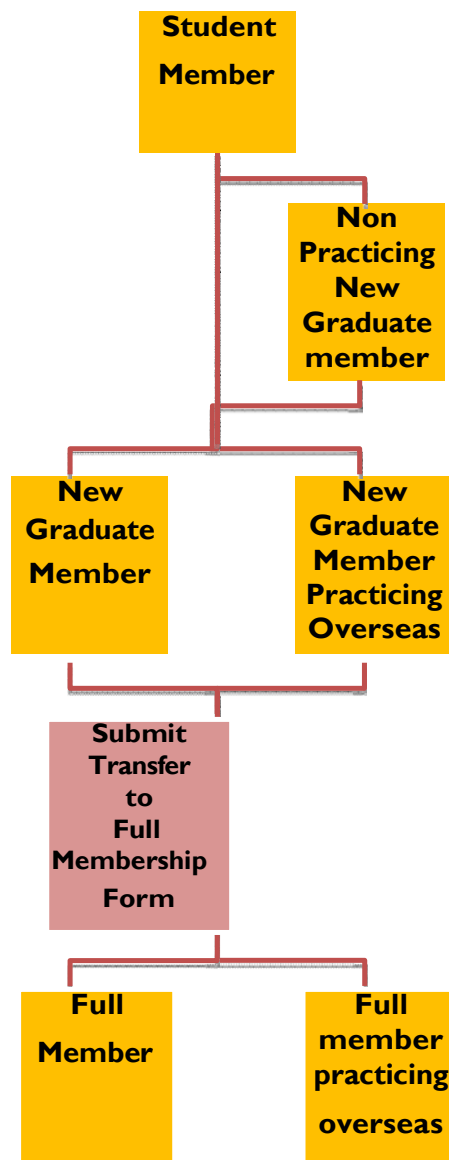 Student
Member
Non
Practicing
New
Graduate
member
New
Graduate
Member
New
Graduate
Member
Practicing
Overseas
Submit
Transfer
to
Full
Membership
Form
Full
Member
Full
member
practicing
overseas